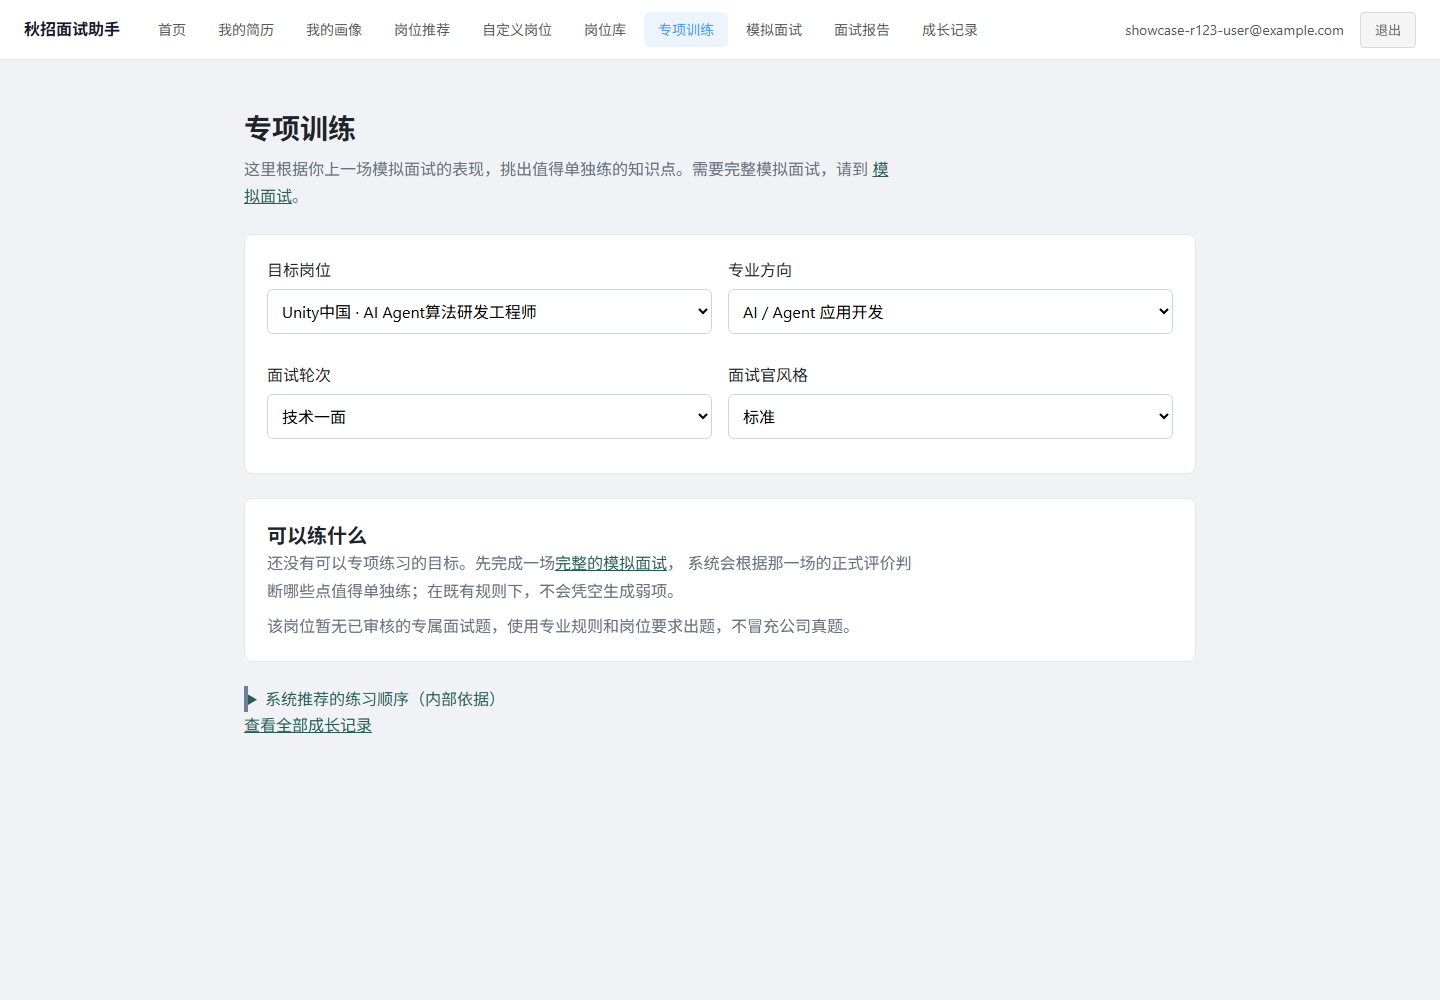 秋招面试助手 首页 我的简历 我的画像 岗位推荐 自定义岗位 岗位库 专项训练 模拟面试 面试报告 成长记录 showcase-r123-user@example.com 退出
专项训练
这里根据你上一场模拟面试的表现，挑出值得单独练的知识点。需要完整模拟面试，请到 模
拟面试。
目标岗位 专业方向
Unity中国 · AI Agent算法研发工程师 AI / Agent 应用开发
面试轮次 面试官风格
技术一面 标准
可以练什么
还没有可以专项练习的目标。先完成一场完整的模拟面试， 系统会根据那一场的正式评价判
断哪些点值得单独练；在既有规则下，不会凭空生成弱项。
该岗位暂无已审核的专属面试题，使用专业规则和岗位要求出题，不冒充公司真题。
▶ 系统推荐的练习顺序（内部依据）
查看全部成长记录